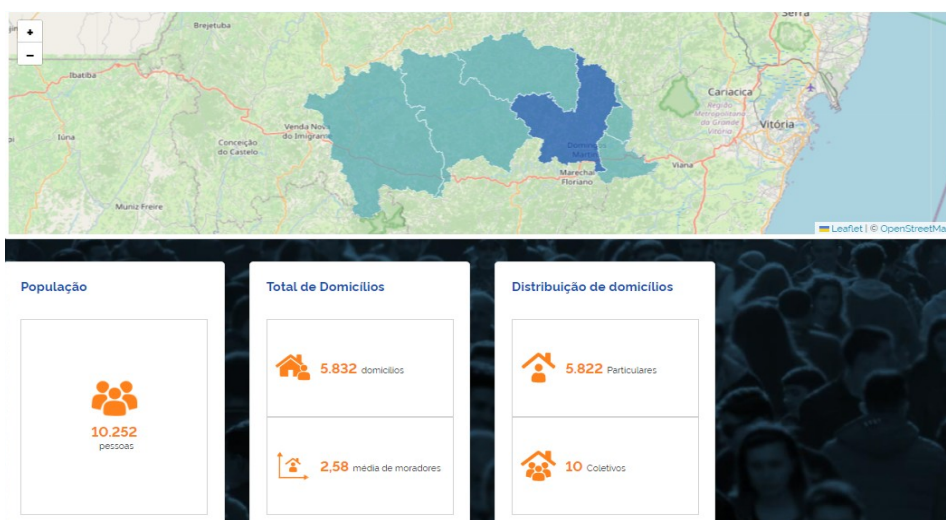 Serra
+
Brejetuba
−
Ibatiba
Cariacica
Região
Metropolitana
da Grande
Vitória
Vitória
Iúna
Venda Nova
do Imigrante
Conceição
do Castelo
Domingos
Martins
Viana
Marechal
Floriano
Muniz Freire
Leaflet | © OpenStreetMa
População
Total de Domicílios
Distribuição de domicílios
5.832 domicílios
5.822 Particulares
10.252
pessoas
2,58 média de moradores
10 Coletivos